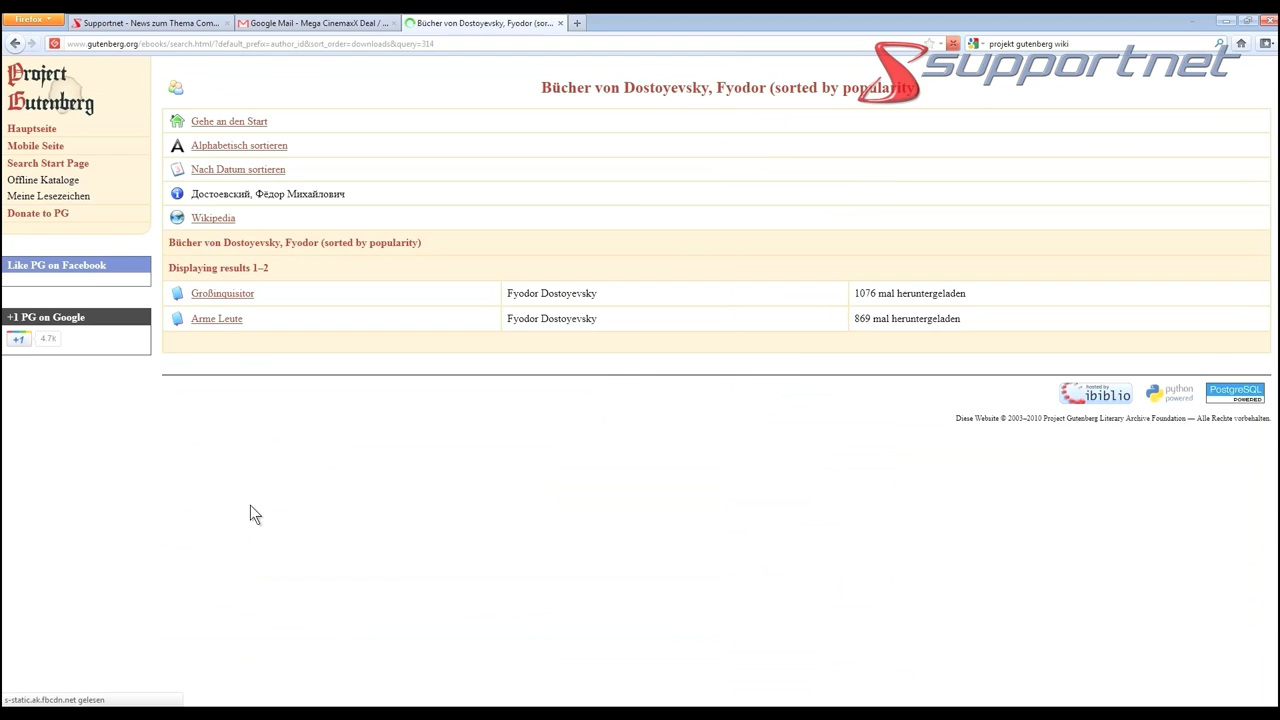 Firefox
Supportnet - News zum Thema Com...
Google Mail - Mega CinemaxX Deal / ...
Bücher von Dostoyevsky, Fyodor (sor...
www.gutenberg.org/ebooks/search.html/?default_prefix=author_id&sort_order=downloads&query=314
projekt gutenberg wiki
supportnet
Project
Gutenberg
Bücher von Dostoyevsky, Fyodor (sorted by popularity)
Hauptseite
Mobile Seite
Search Start Page
Offline Kataloge
Meine Lesezeichen
Donate to PG
Like PG on Facebook
+1 PG on Google
+1
4.7k
Gehe an den Start
A Alphabetisch sortieren
Nach Datum sortieren
Достоевский, Фёдор Михайлович
Wikipedia
Bücher von Dostoyevsky, Fyodor (sorted by popularity)
Displaying results 1–2
Großinquisitor Fyodor Dostoyevsky 1076 mal heruntergeladen
Arme Leute Fyodor Dostoyevsky 869 mal heruntergeladen
hosted by
ibiblio
python
powered
PostgreSQL
POWERED
Diese Website © 2003–2010 Project Gutenberg Literary Archive Foundation — Alle Rechte vorbehalten.
s-static.ak.fbcdn.net gelesen